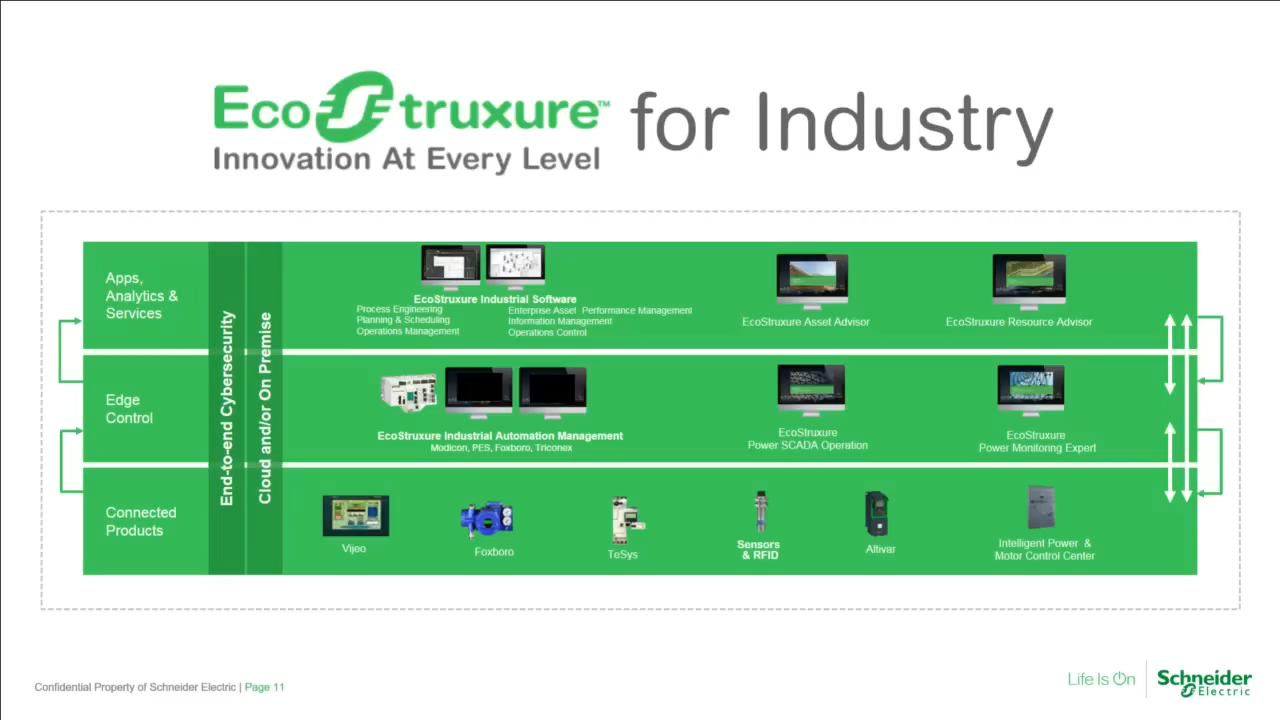 EcoStruxure™ for Industry
Innovation At Every Level
Apps,
Analytics &
Services
End-to-end Cybersecurity
Cloud and/or On Premise
EcoStruxure Industrial Software
Process Engineering
Planning & Scheduling
Operations Management
Enterprise Asset Performance Management
Information Management
Operations Control
EcoStruxure Asset Advisor
EcoStruxure Resource Advisor
Edge
Control
EcoStruxure Industrial Automation Management
Modicon, PES, Foxboro, Triconex
EcoStruxure
Power SCADA Operation
EcoStruxure
Power Monitoring Expert
Connected
Products
Vijeo
Foxboro
TeSys
Sensors
& RFID
Altivar
Intelligent Power &
Motor Control Center
Confidential Property of Schneider Electric | Page 11
Life Is On
Schneider
Electric